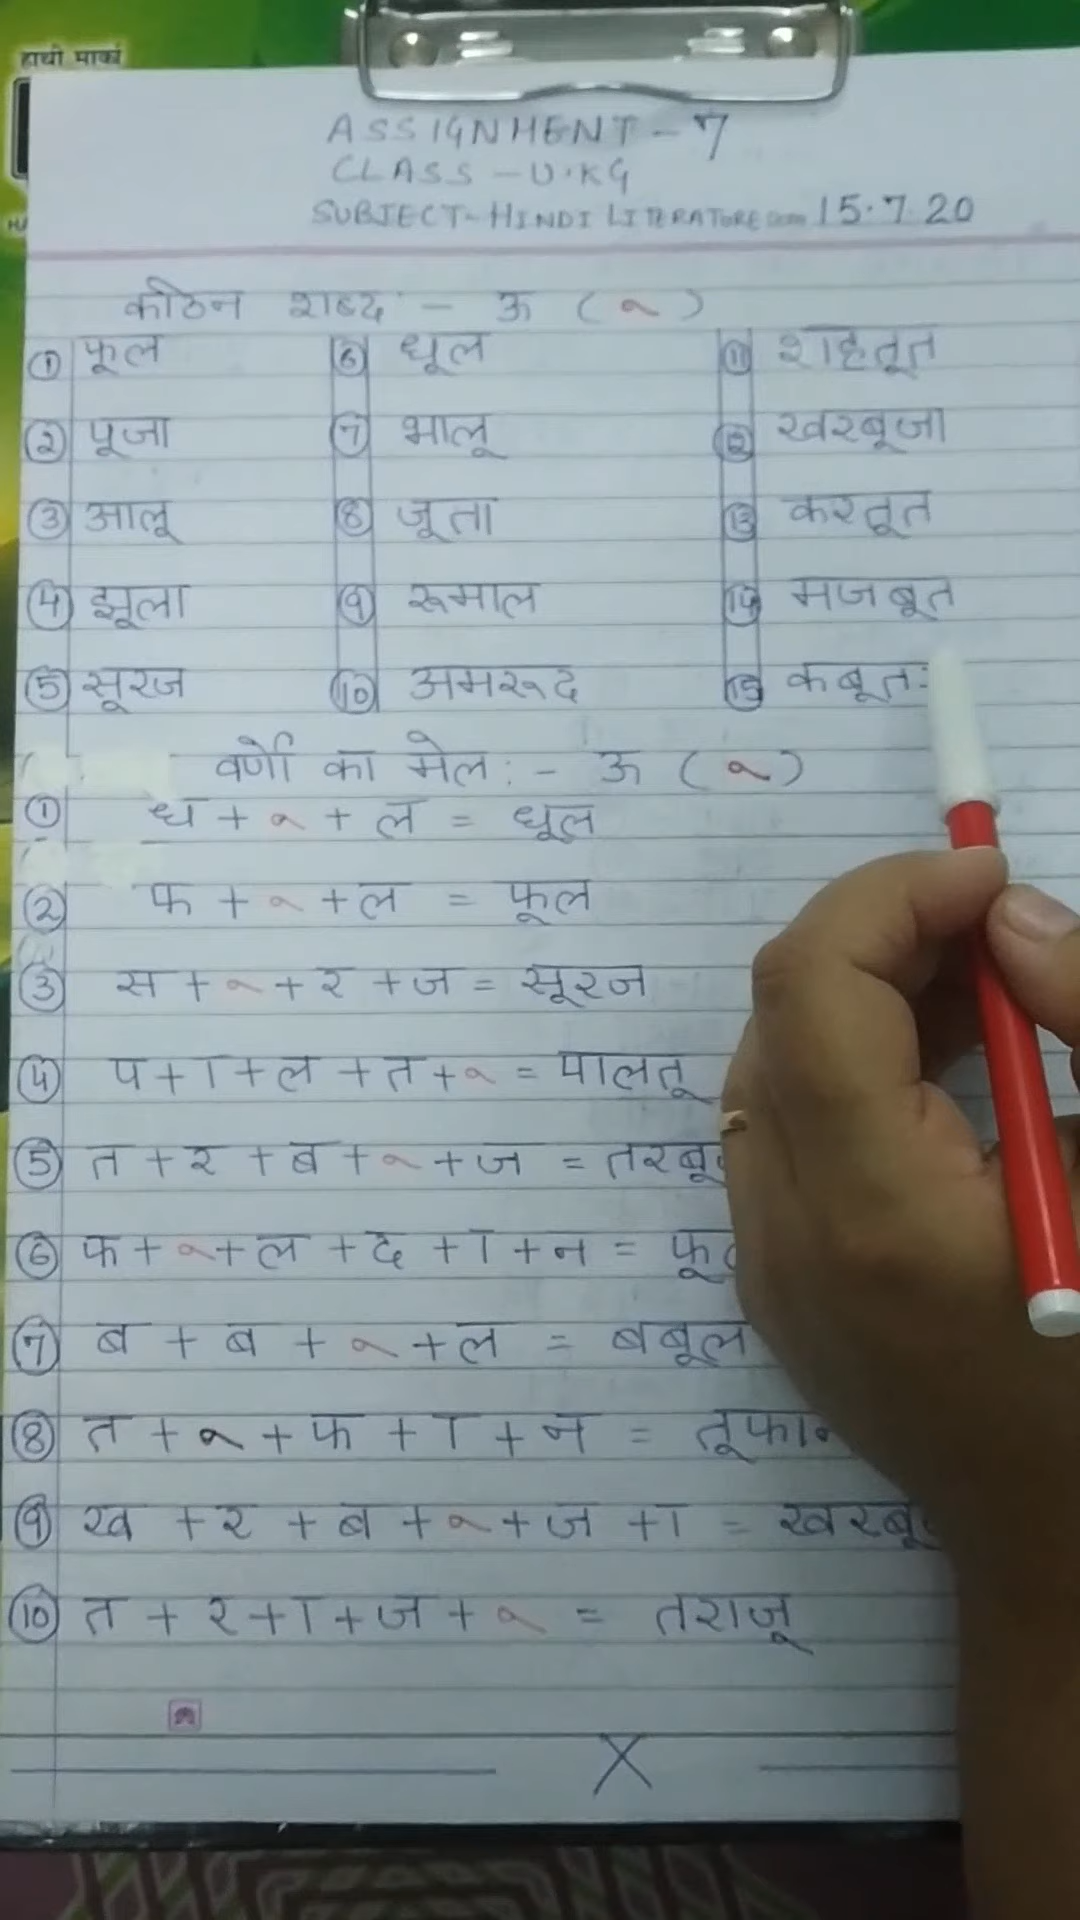 हाथी मार्का
ASSIGNMENT - 7
CLASS - U.KG
SUBJECT - HINDI LITERATURE 15.7.20
कठिन शब्द :- ऊ ( ू )
① फूल ⑥ धूल ⑪ शहतूत
② पूजा ⑦ भालू ⑫ खरबूजा
③ आलू ⑧ जूता ⑬ करतूत
④ झूला ⑨ रूमाल ⑭ मजबूत
⑤ सूरज ⑩ अमरूद ⑮ कबूत
वर्णो का मेल :- ऊ ( ू )
① ध + ू + ल = धूल
② फ + ू + ल = फूल
③ स + ू + र + ज = सूरज
④ प + ा + ल + त + ू = पालतू
⑤ त + र + ब + ू + ज = तरबू
⑥ फ + ू + ल + द + ा + न = फू
⑦ ब + ब + ू + ल = बबूल
⑧ त + ू + फ + ा + न = तूफान
⑨ ख + र + ब + ू + ज + ा = खरबू
⑩ त + र + ा + ज + ू = तराजू
X